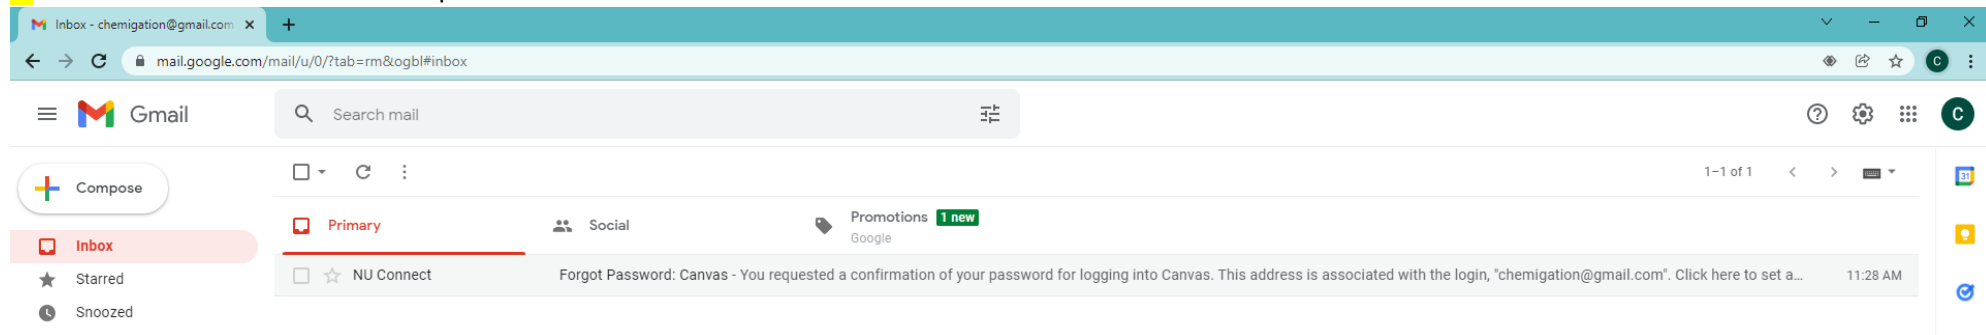 Inbox - chemigation@gmail.com
mail.google.com/mail/u/0/?tab=rm&ogbl#inbox
C
Gmail
Search mail
C
Compose
1–1 of 1
31
Primary
Social
Promotions 1 new
Google
Inbox
NU Connect Forgot Password: Canvas - You requested a confirmation of your password for logging into Canvas. This address is associated with the login, "chemigation@gmail.com". Click here to set a... 11:28 AM
Starred
Snoozed